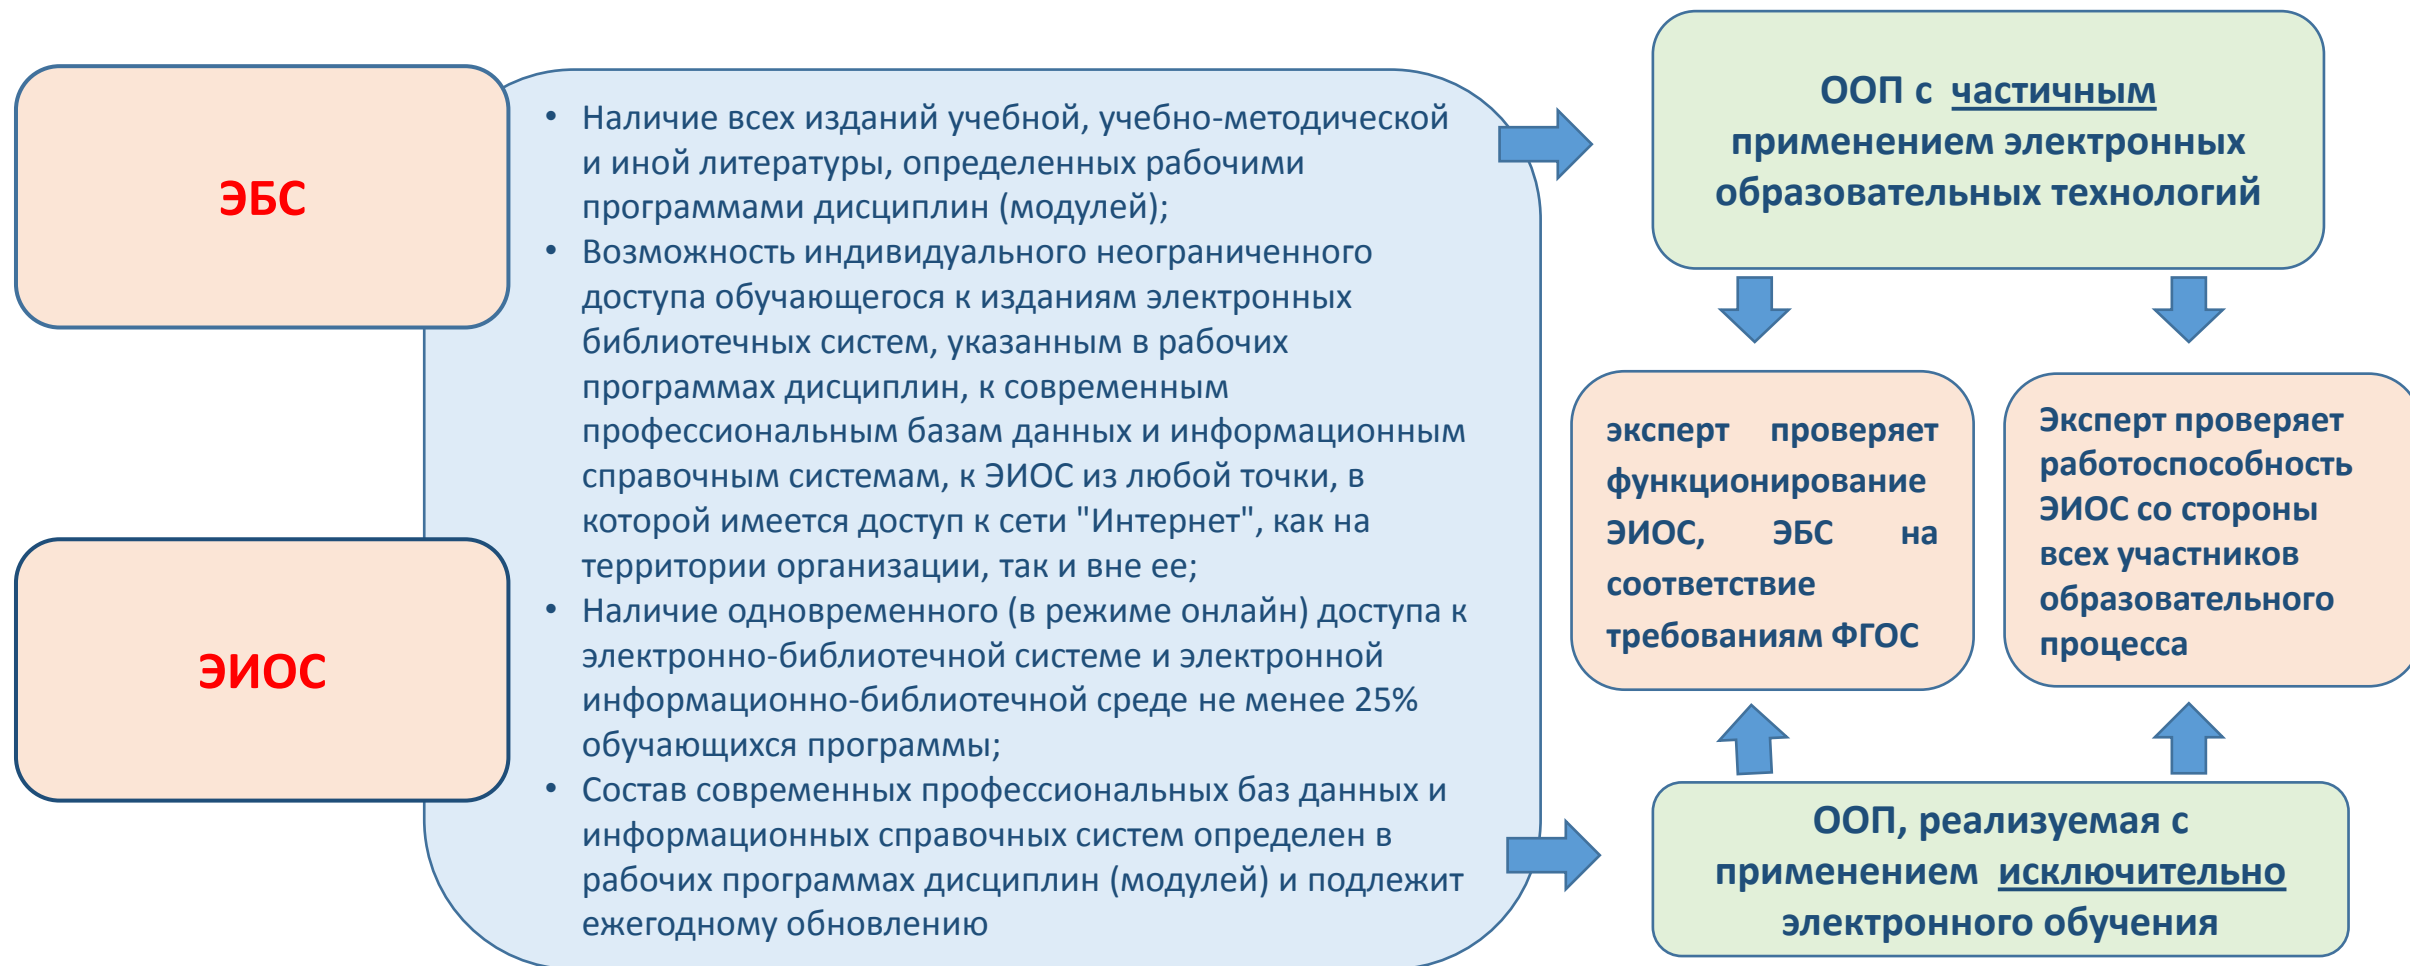 ЭБС
ЭИОС
• Наличие всех изданий учебной, учебно-методической
и иной литературы, определенных рабочими
программами дисциплин (модулей);
• Возможность индивидуального неограниченного
доступа обучающегося к изданиям электронных
библиотечных систем, указанным в рабочих
программах дисциплин, к современным
профессиональным базам данных и информационным
справочным системам, к ЭИОС из любой точки, в
которой имеется доступ к сети "Интернет", как на
территории организации, так и вне ее;
• Наличие одновременного (в режиме онлайн) доступа к
электронно-библиотечной системе и электронной
информационно-библиотечной среде не менее 25%
обучающихся программы;
• Состав современных профессиональных баз данных и
информационных справочных систем определен в
рабочих программах дисциплин (модулей) и подлежит
ежегодному обновлению
ООП с частичным
применением электронных
образовательных технологий
эксперт проверяет
функционирование
ЭИОС, ЭБС на
соответствие
требованиям ФГОС
Эксперт проверяет
работоспособность
ЭИОС со стороны
всех участников
образовательного
процесса
ООП, реализуемая с
применением исключительно
электронного обучения